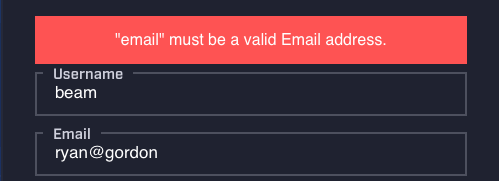 "email" must be a valid Email address.
Username
beam
Email
ryan@gordon